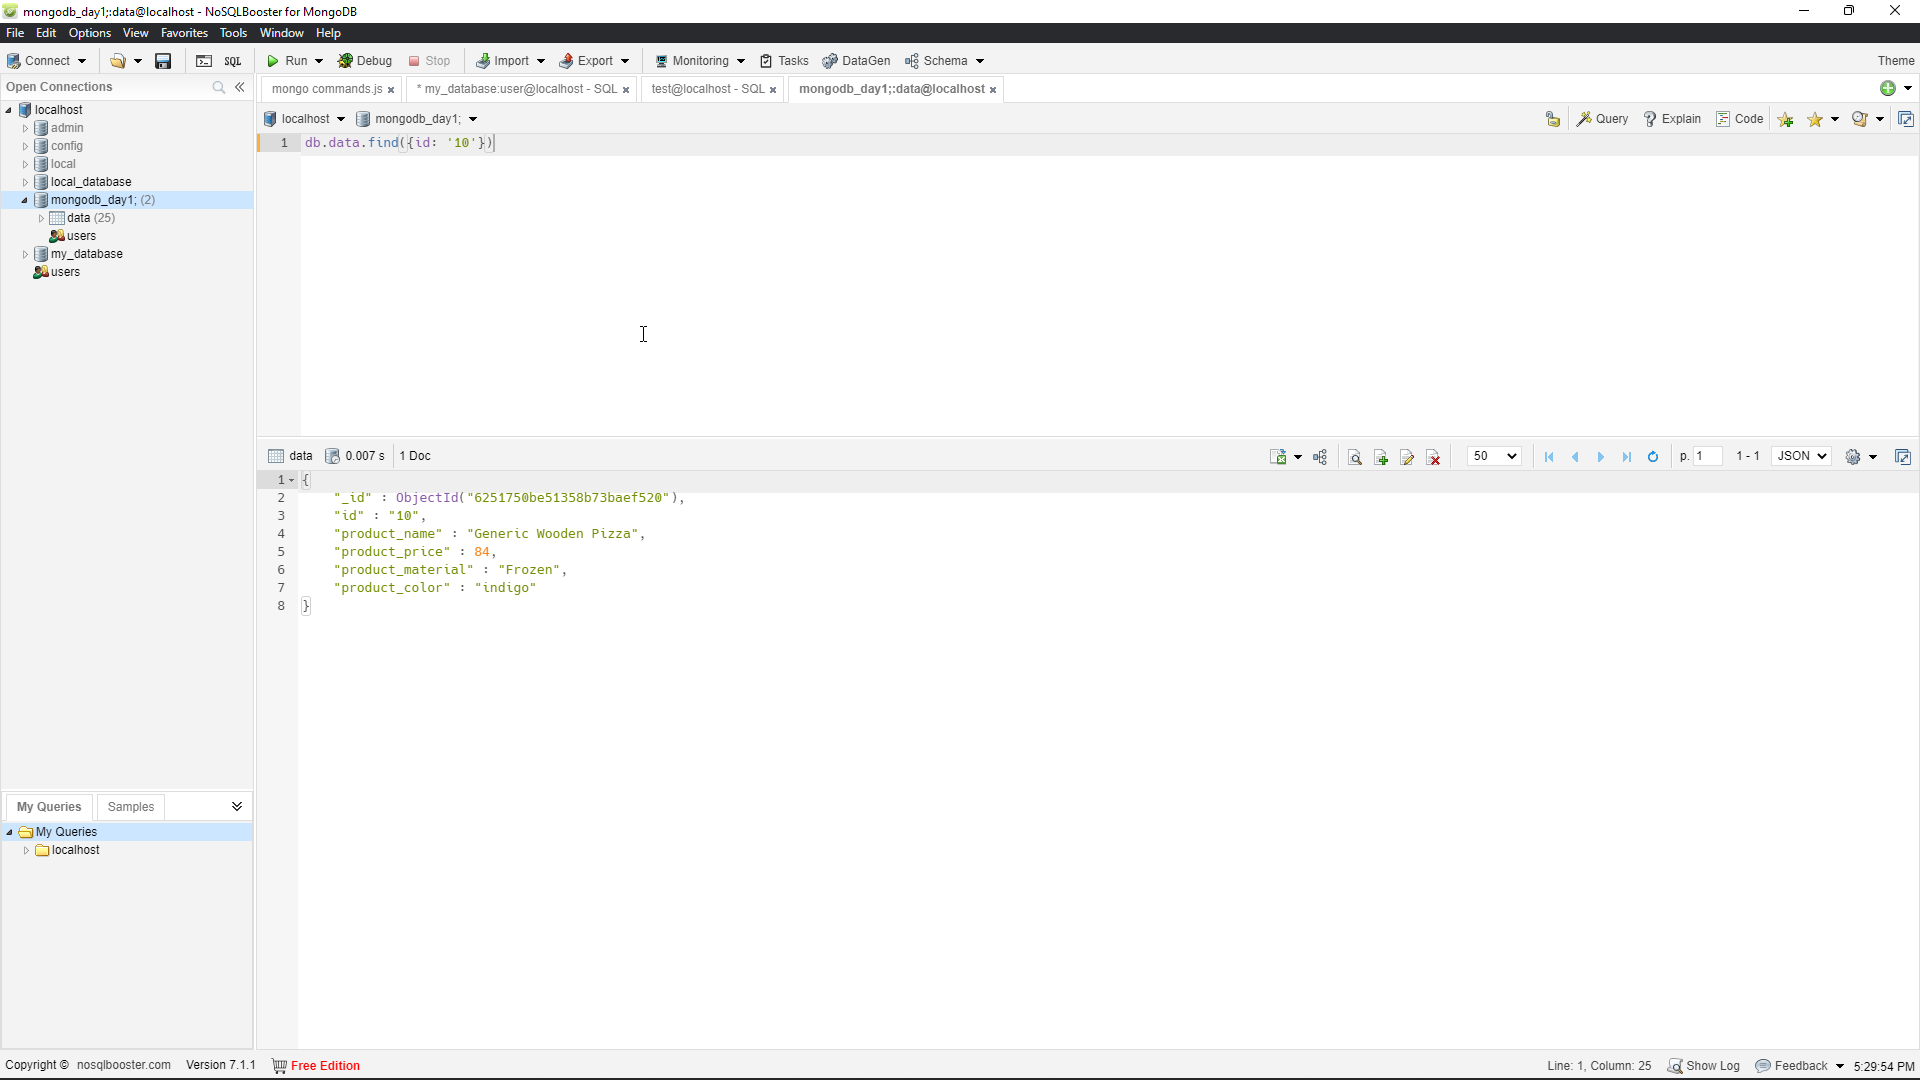 mongodb_day1;:data@localhost - NoSQLBooster for MongoDB
File Edit Options View Favorites Tools Window Help
Connect SQL Run Debug Stop Import Export Monitoring Tasks DataGen Schema Theme
Open Connections
localhost
admin
config
local
local_database
mongodb_day1; (2)
data (25)
users
my_database
users
mongo commands.js × * my_database:user@localhost - SQL × test@localhost - SQL × mongodb_day1;:data@localhost ×
localhost mongodb_day1; Query Explain Code
1 db.data.find({id: '10'})
data 0.007 s 1 Doc 50 p. 1 1 - 1 JSON
1 {
2 "_id" : ObjectId("6251750be51358b73baef520"),
3 "id" : "10",
4 "product_name" : "Generic Wooden Pizza",
5 "product_price" : 84,
6 "product_material" : "Frozen",
7 "product_color" : "indigo"
8 }
My Queries Samples
My Queries
localhost
Copyright © nosqlbooster.com Version 7.1.1 Free Edition Line: 1, Column: 25 Show Log Feedback 5:29:54 PM